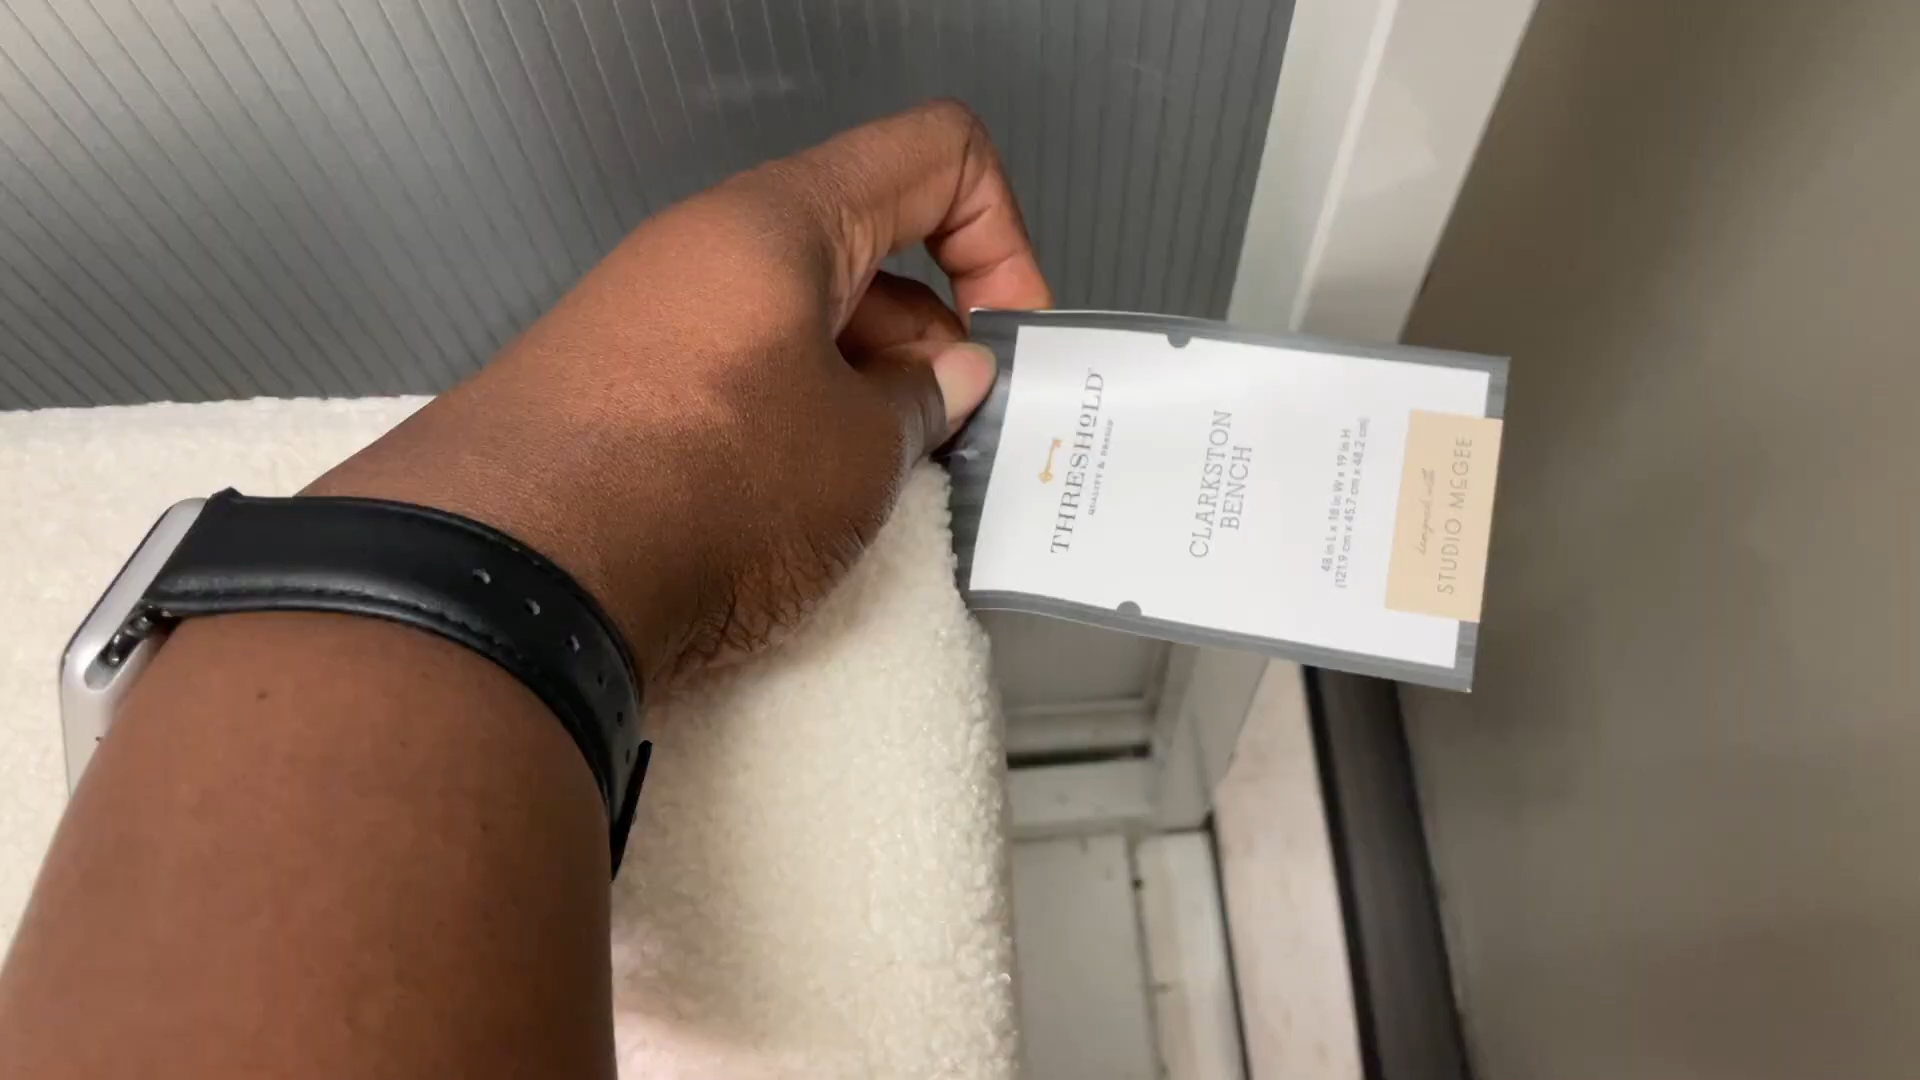 THRESHOLD
QUALITY & DESIGN
CLARKSTON
BENCH
48 in L x 18 in W x 19 in H
(121.9 cm x 45.7 cm x 48.2 cm)
designed with
STUDIO McGEE